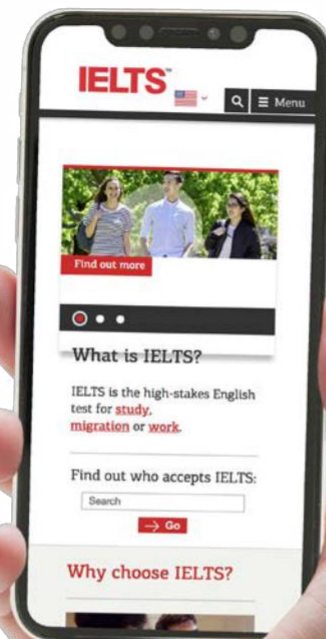 IELTS™
Menu
Find out more
What is IELTS?
IELTS is the high-stakes English
test for study,
migration or work.
Find out who accepts IELTS:
Search
Go
Why choose IELTS?